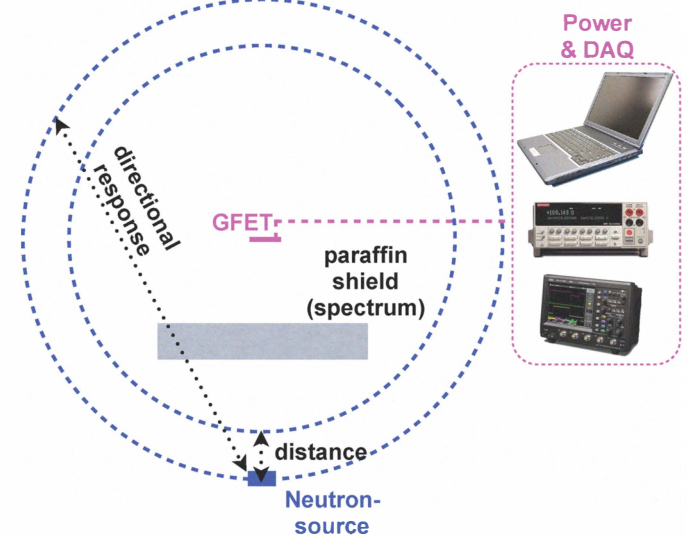 Power
& DAQ
directional
response
GFET
paraffin
shield
(spectrum)
distance
Neutron-
source